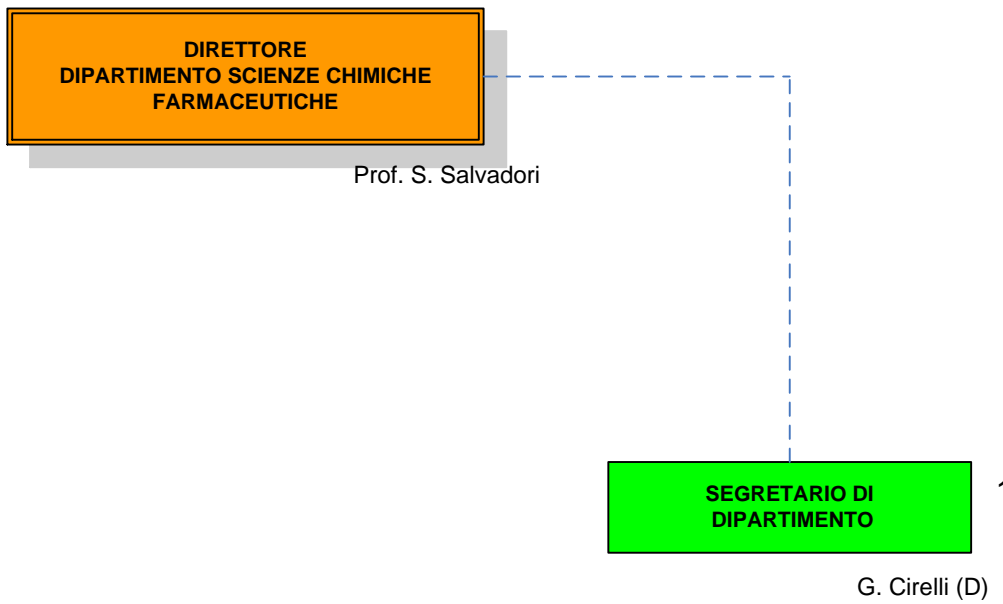 DIRETTORE
DIPARTIMENTO SCIENZE CHIMICHE
FARMACEUTICHE
Prof. S. Salvadori
SEGRETARIO DI
DIPARTIMENTO
G. Cirelli (D)